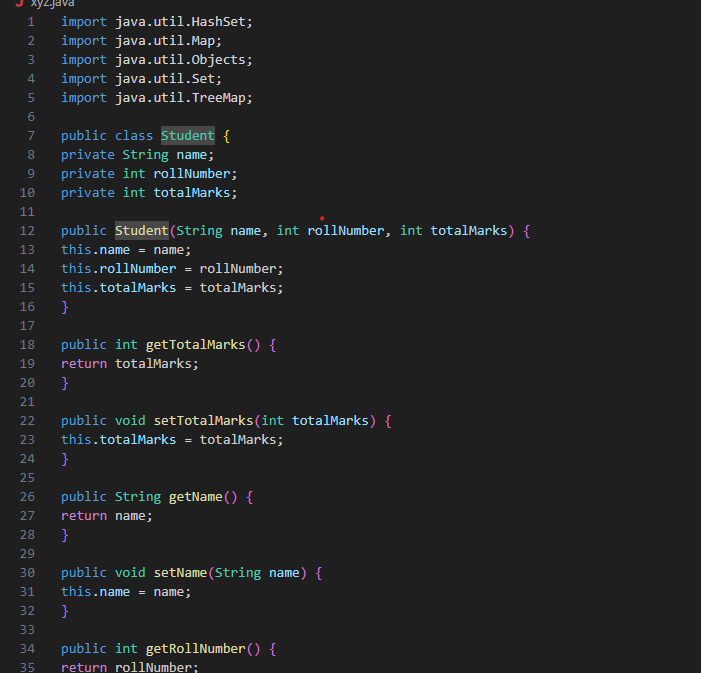 J xyz.java
1 import java.util.HashSet;
2 import java.util.Map;
3 import java.util.Objects;
4 import java.util.Set;
5 import java.util.TreeMap;
6
7 public class Student {
8 private String name;
9 private int rollNumber;
10 private int totalMarks;
11
12 public Student(String name, int rollNumber, int totalMarks) {
13 this.name = name;
14 this.rollNumber = rollNumber;
15 this.totalMarks = totalMarks;
16 }
17
18 public int getTotalMarks() {
19 return totalMarks;
20 }
21
22 public void setTotalMarks(int totalMarks) {
23 this.totalMarks = totalMarks;
24 }
25
26 public String getName() {
27 return name;
28 }
29
30 public void setName(String name) {
31 this.name = name;
32 }
33
34 public int getRollNumber() {
35 return rollNumber;